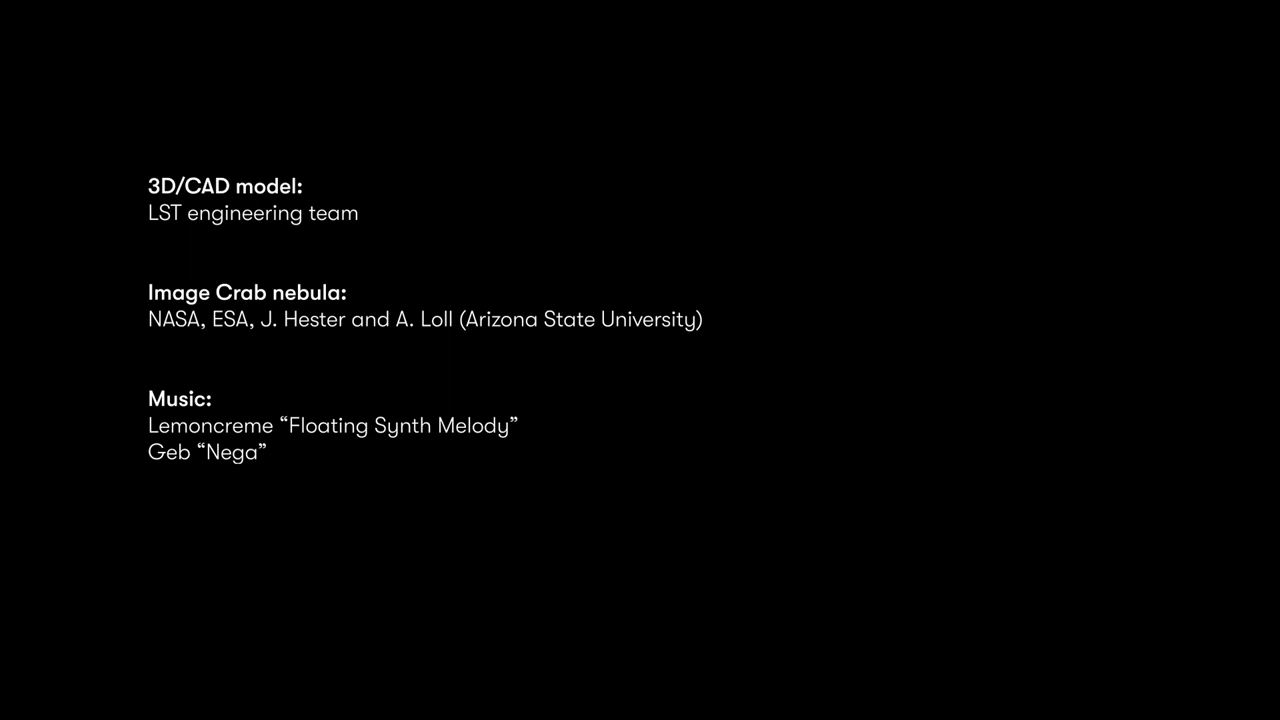 3D/CAD model:
LST engineering team
Image Crab nebula:
NASA, ESA, J. Hester and A. Loll (Arizona State University)
Music:
Lemoncreme “Floating Synth Melody”
Geb “Nega”